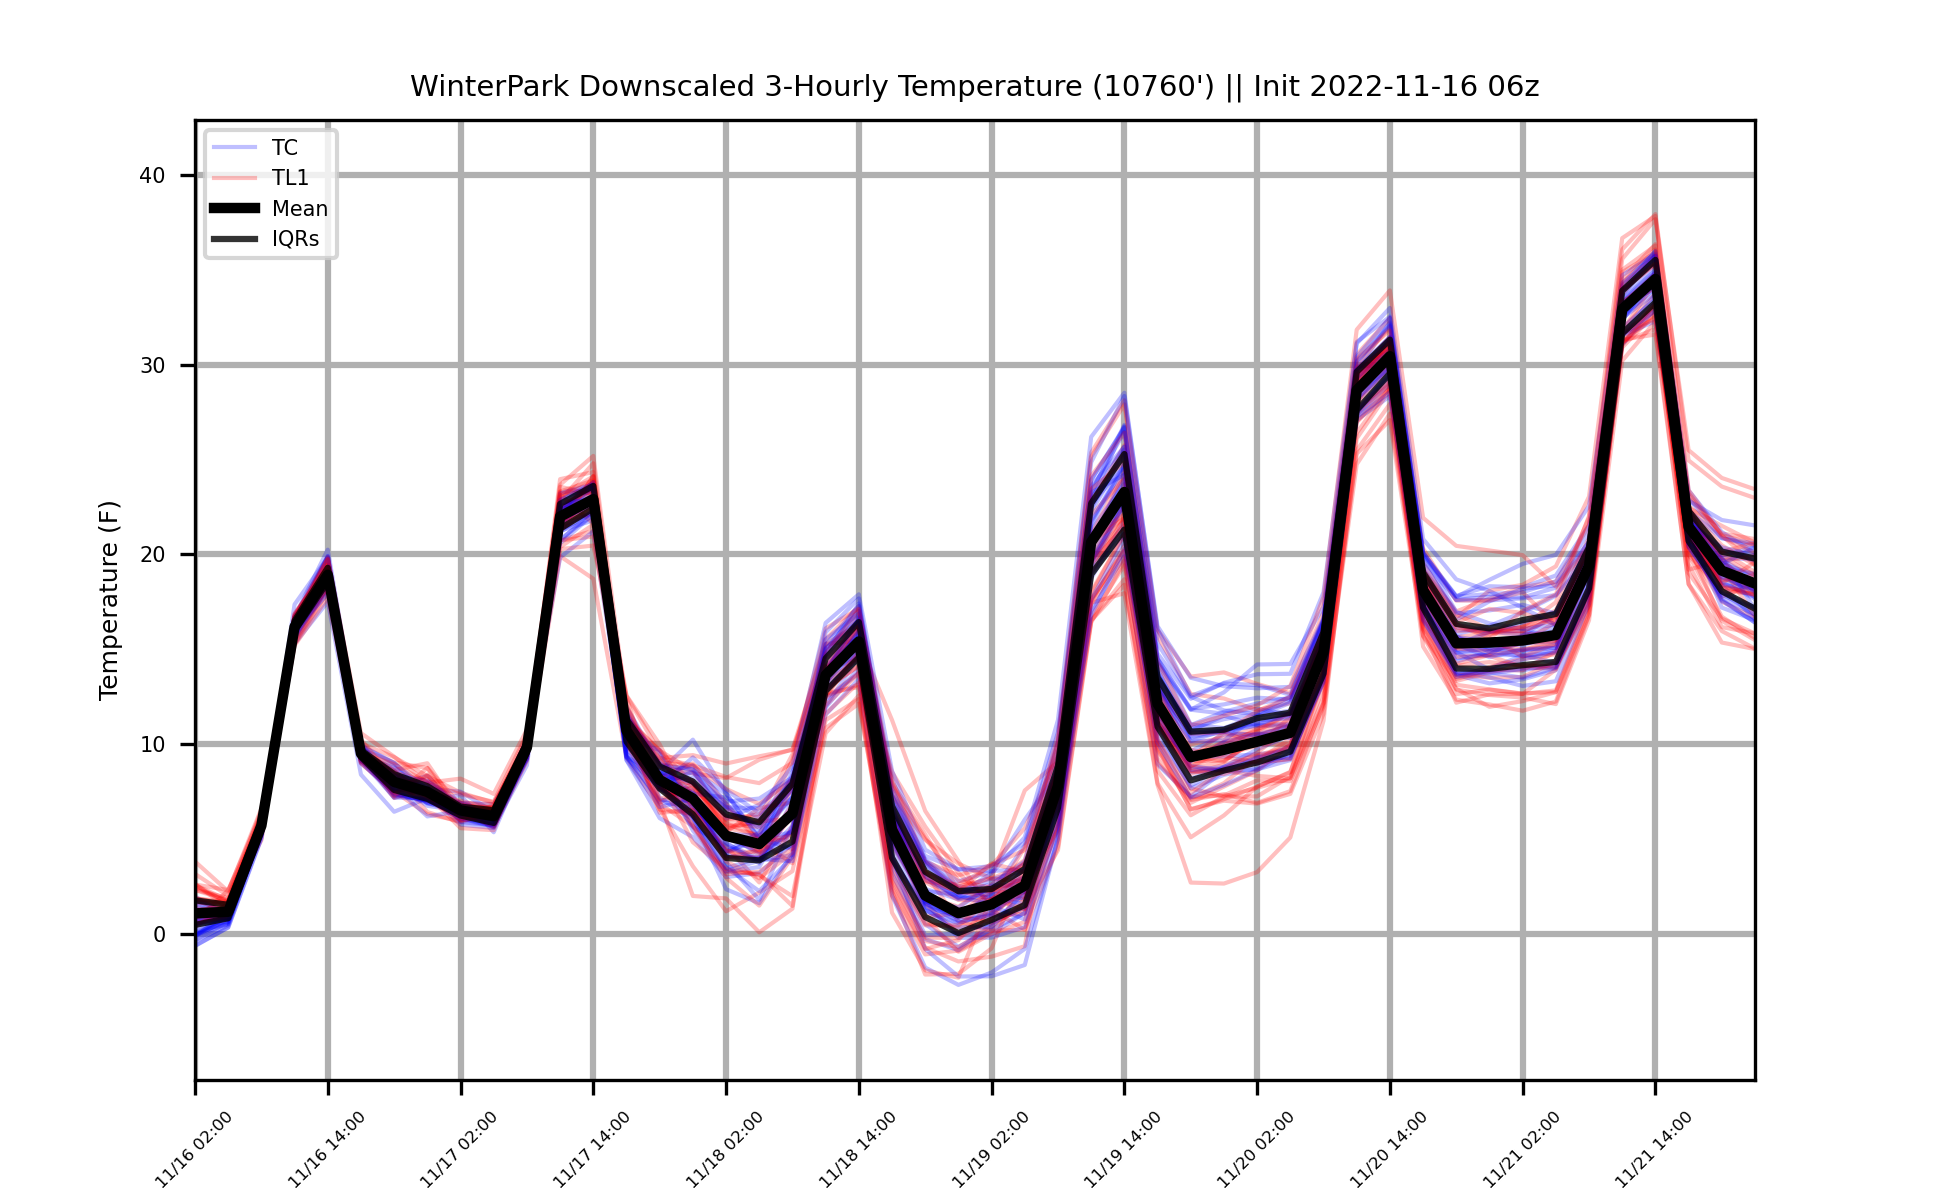 WinterPark Downscaled 3-Hourly Temperature (10760') || Init 2022-11-16 06z
TC
TL1
Mean
IQRs
Temperature (F)
40
30
20
10
0
11/16 02:00
11/16 14:00
11/17 02:00
11/17 14:00
11/18 02:00
11/18 14:00
11/19 02:00
11/19 14:00
11/20 02:00
11/20 14:00
11/21 02:00
11/21 14:00